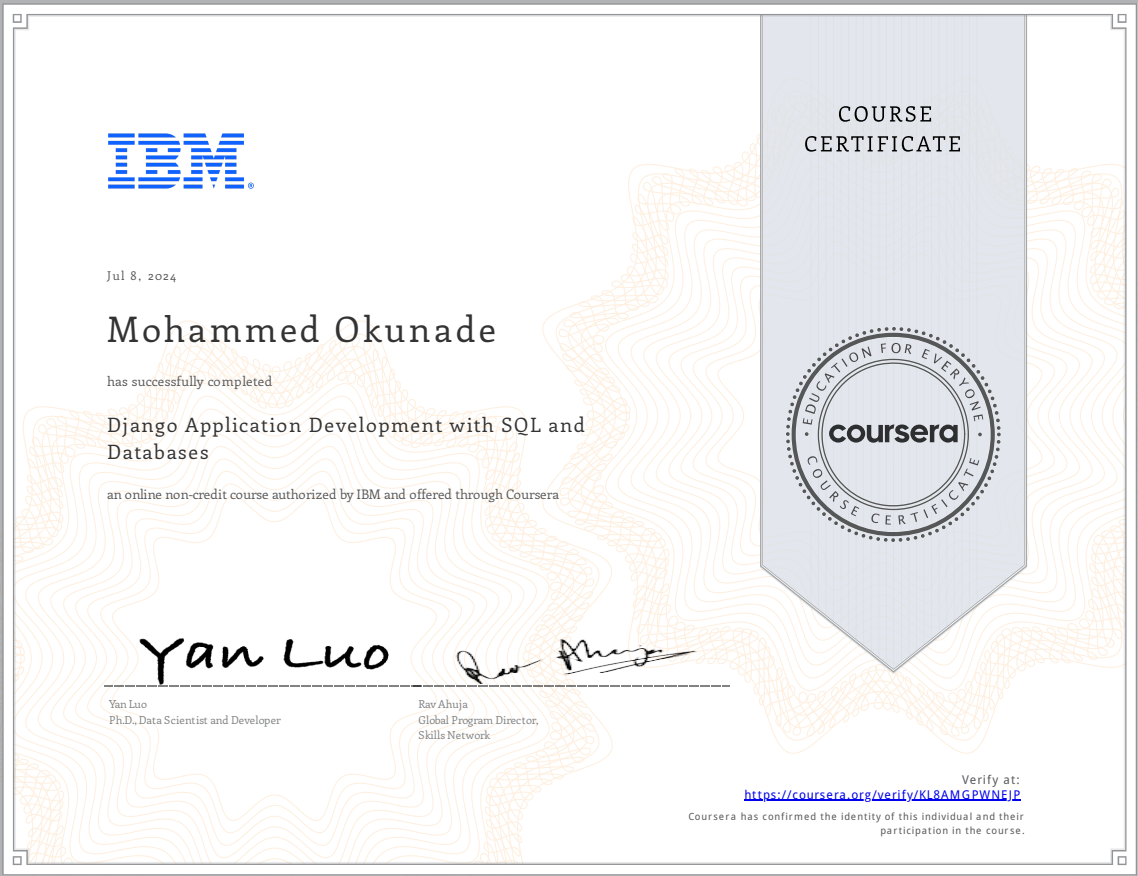 COURSE
CERTIFICATE
IBM®
Jul 8, 2024
Mohammed Okunade
has successfully completed
Django Application Development with SQL and
Databases
an online non-credit course authorized by IBM and offered through Coursera
EDUCATION FOR EVERYONE
coursera
COURSE CERTIFICATE
Yan Luo
Rav Ahuja
Yan Luo
Ph.D., Data Scientist and Developer
Rav Ahuja
Global Program Director,
Skills Network
Verify at:
https://coursera.org/verify/KL8AMGPWNEJP
Coursera has confirmed the identity of this individual and their
participation in the course.